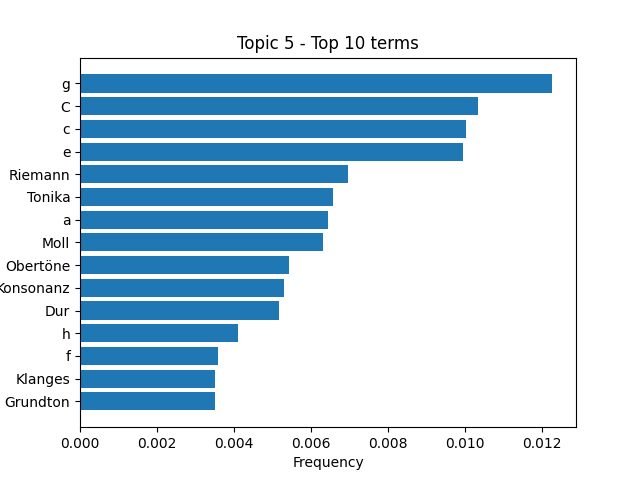 Topic 5 - Top 10 terms
g
C
c
e
Riemann
Tonika
a
Moll
Obertöne
Konsonanz
Dur
h
f
Klanges
Grundton
0.000 0.002 0.004 0.006 0.008 0.010 0.012
Frequency